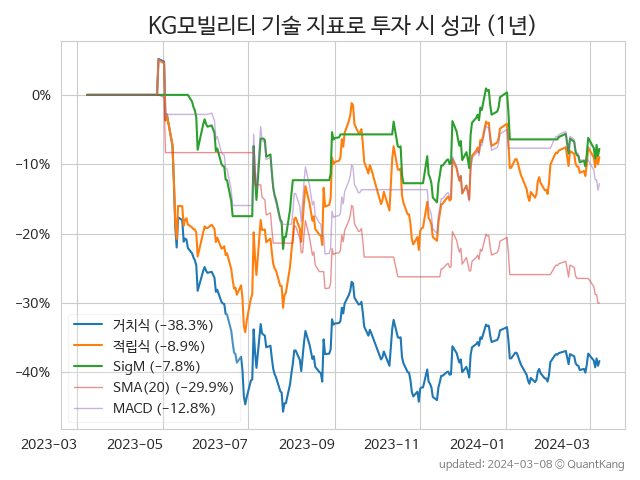 KG모빌리티 기술 지표로 투자 시 성과 (1년)
0%
−10%
−20%
−30%
−40%
거치식 (−38.3%)
적립식 (−8.9%)
SigM (−7.8%)
SMA(20) (−29.9%)
MACD (−12.8%)
2023−03 2023−05 2023−07 2023−09 2023−11 2024−01 2024−03
updated: 2024−03−08 © QuantKang